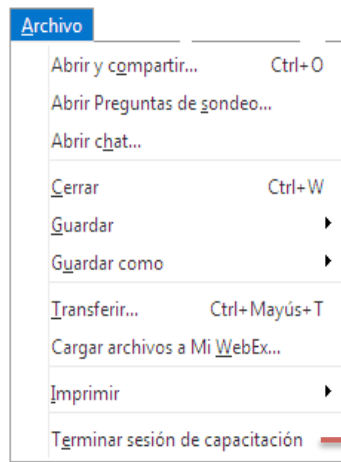 Archivo
Abrir y compartir... Ctrl+O
Abrir Preguntas de sondeo...
Abrir chat...
Cerrar Ctrl+W
Guardar
Guardar como
Transferir... Ctrl+Mayús+T
Cargar archivos a Mi WebEx...
Imprimir
Terminar sesión de capacitación